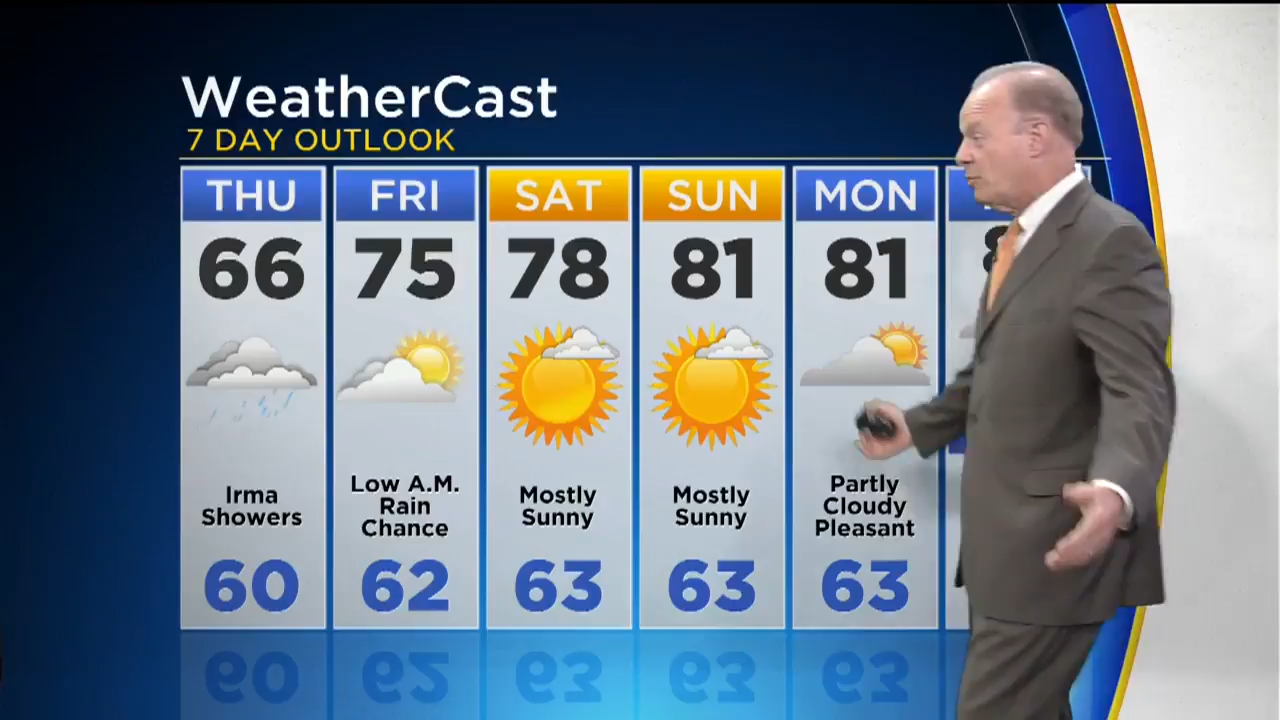 WeatherCast
7 DAY OUTLOOK
THU
FRI
SAT
SUN
MON
66
75
78
81
81
Irma
Showers
Low A.M.
Rain
Chance
Mostly
Sunny
Mostly
Sunny
Partly
Cloudy
Pleasant
60
62
63
63
63